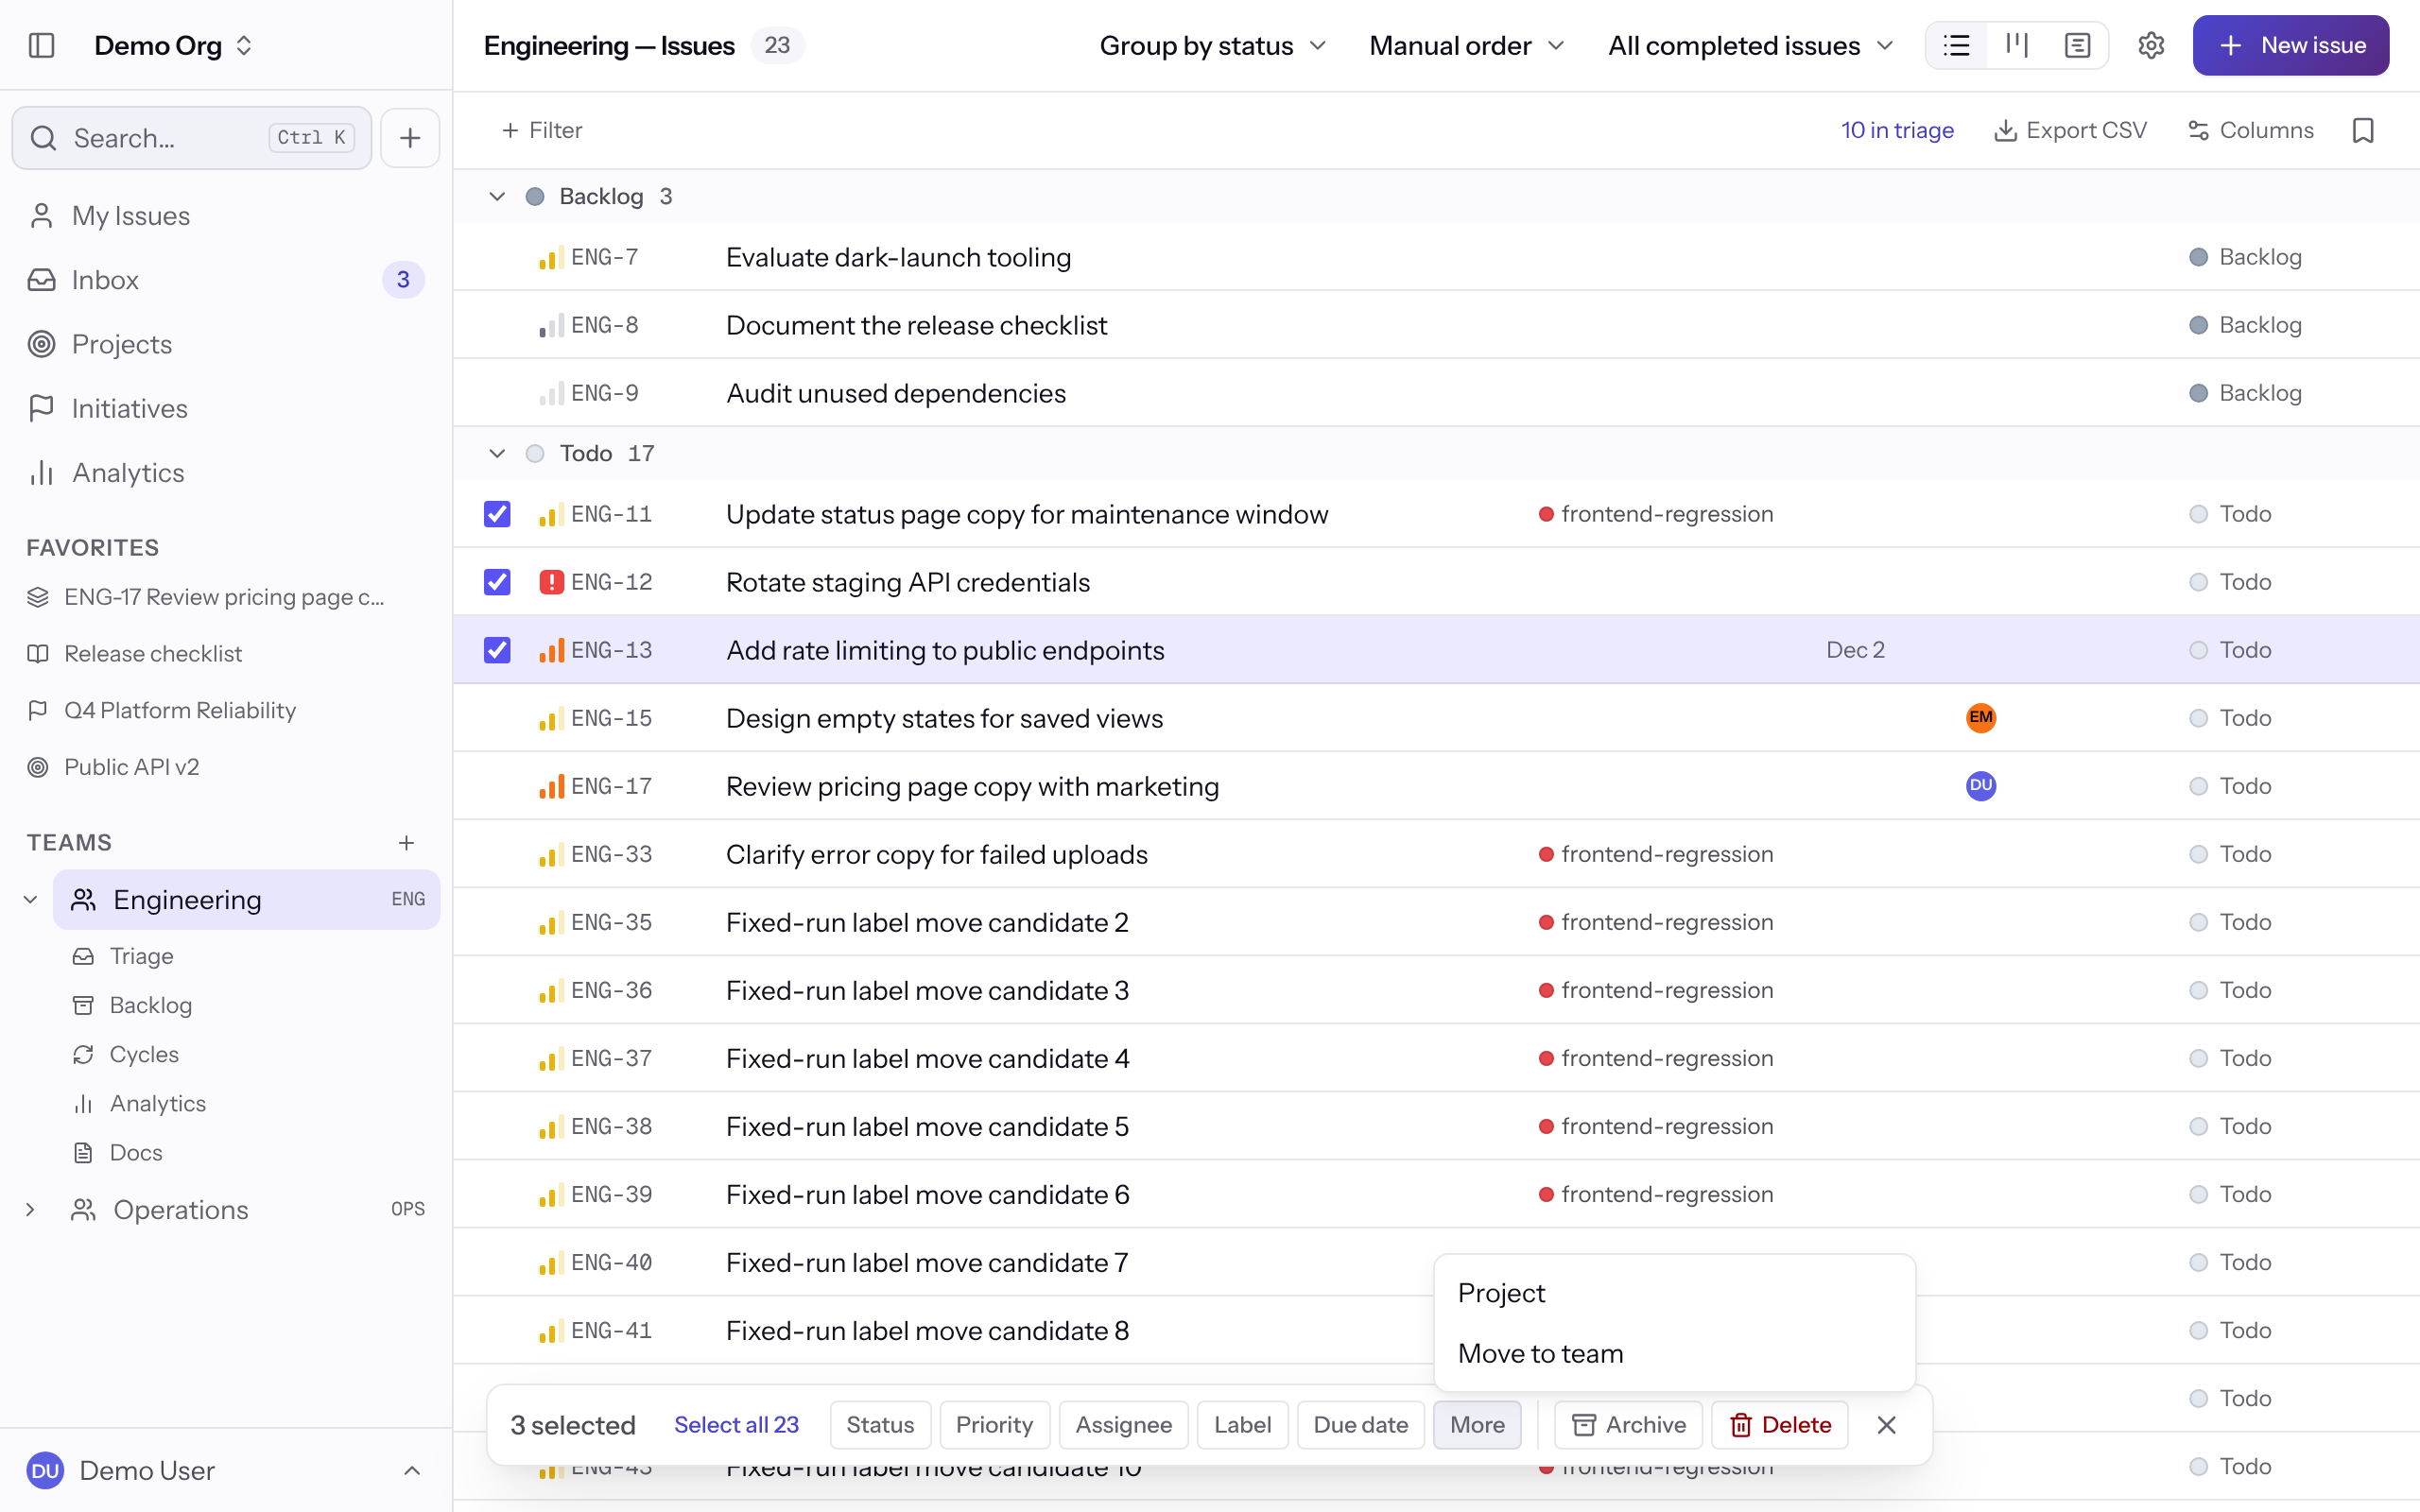 Demo Org
Search...
Ctrl K
My Issues
Inbox
3
Projects
Initiatives
Analytics
FAVORITES
ENG-17 Review pricing page c...
Release checklist
Q4 Platform Reliability
Public API v2
TEAMS
Engineering
ENG
Triage
Backlog
Cycles
Analytics
Docs
Operations
OPS
DU
Demo User
Engineering — Issues
23
Group by status
Manual order
All completed issues
New issue
Filter
10 in triage
Export CSV
Columns
Backlog 3
ENG-7 Evaluate dark-launch tooling Backlog
ENG-8 Document the release checklist Backlog
ENG-9 Audit unused dependencies Backlog
Todo 17
ENG-11 Update status page copy for maintenance window frontend-regression Todo
ENG-12 Rotate staging API credentials Todo
ENG-13 Add rate limiting to public endpoints Dec 2 Todo
ENG-15 Design empty states for saved views EM Todo
ENG-17 Review pricing page copy with marketing DU Todo
ENG-33 Clarify error copy for failed uploads frontend-regression Todo
ENG-35 Fixed-run label move candidate 2 frontend-regression Todo
ENG-36 Fixed-run label move candidate 3 frontend-regression Todo
ENG-37 Fixed-run label move candidate 4 frontend-regression Todo
ENG-38 Fixed-run label move candidate 5 frontend-regression Todo
ENG-39 Fixed-run label move candidate 6 frontend-regression Todo
ENG-40 Fixed-run label move candidate 7 Todo
ENG-41 Fixed-run label move candidate 8 Todo
Todo
Project
Move to team
3 selected
Select all 23
Status
Priority
Assignee
Label
Due date
More
Archive
Delete
ENG-43 Fixed-run label move candidate 10 frontend-regression Todo